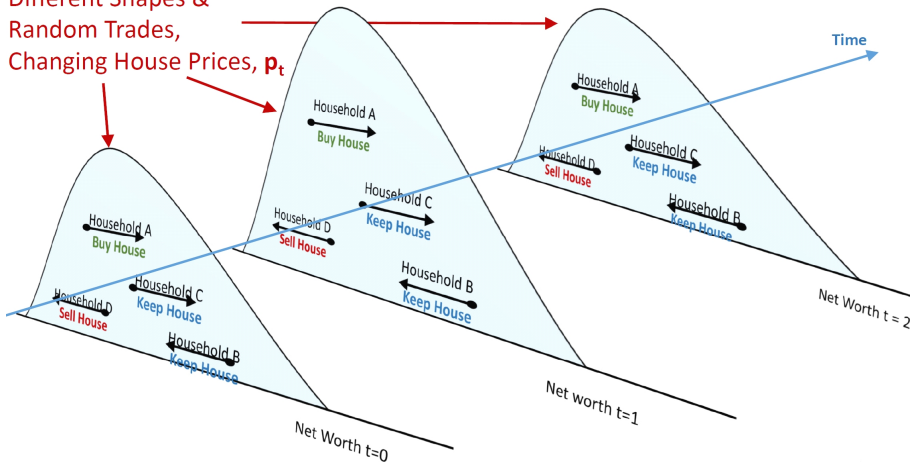 Different Shapes &
Random Trades,
Changing House Prices, pt
Time
Household A
Buy House
Household C
Keep House
Household D
Sell House
Household B
Keep House
Net Worth t=0
Household A
Buy House
Household C
Keep House
Household D
Sell House
Household B
Keep House
Net worth t=1
Household A
Buy House
Household C
Keep House
Household D
Sell House
Household B
Keep House
Net Worth t = 2